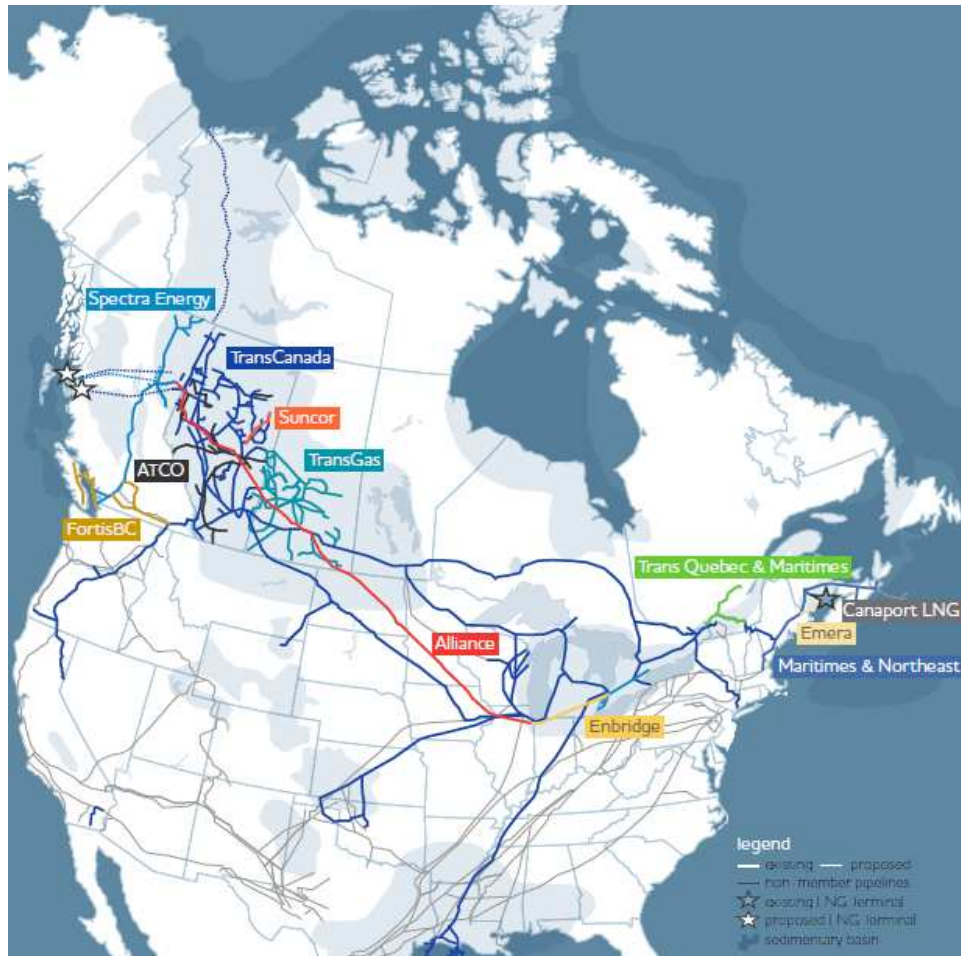 Spectra Energy
TransCanada
Suncor
TransGas
ATCO
FortisBC
Trans Quebec & Maritimes
Canaport LNG
Emera
Maritimes & Northeast
Alliance
Enbridge
legend
existing proposed
non-member pipelines
existing LNG Terminal
proposed LNG Terminal
sedimentary basin